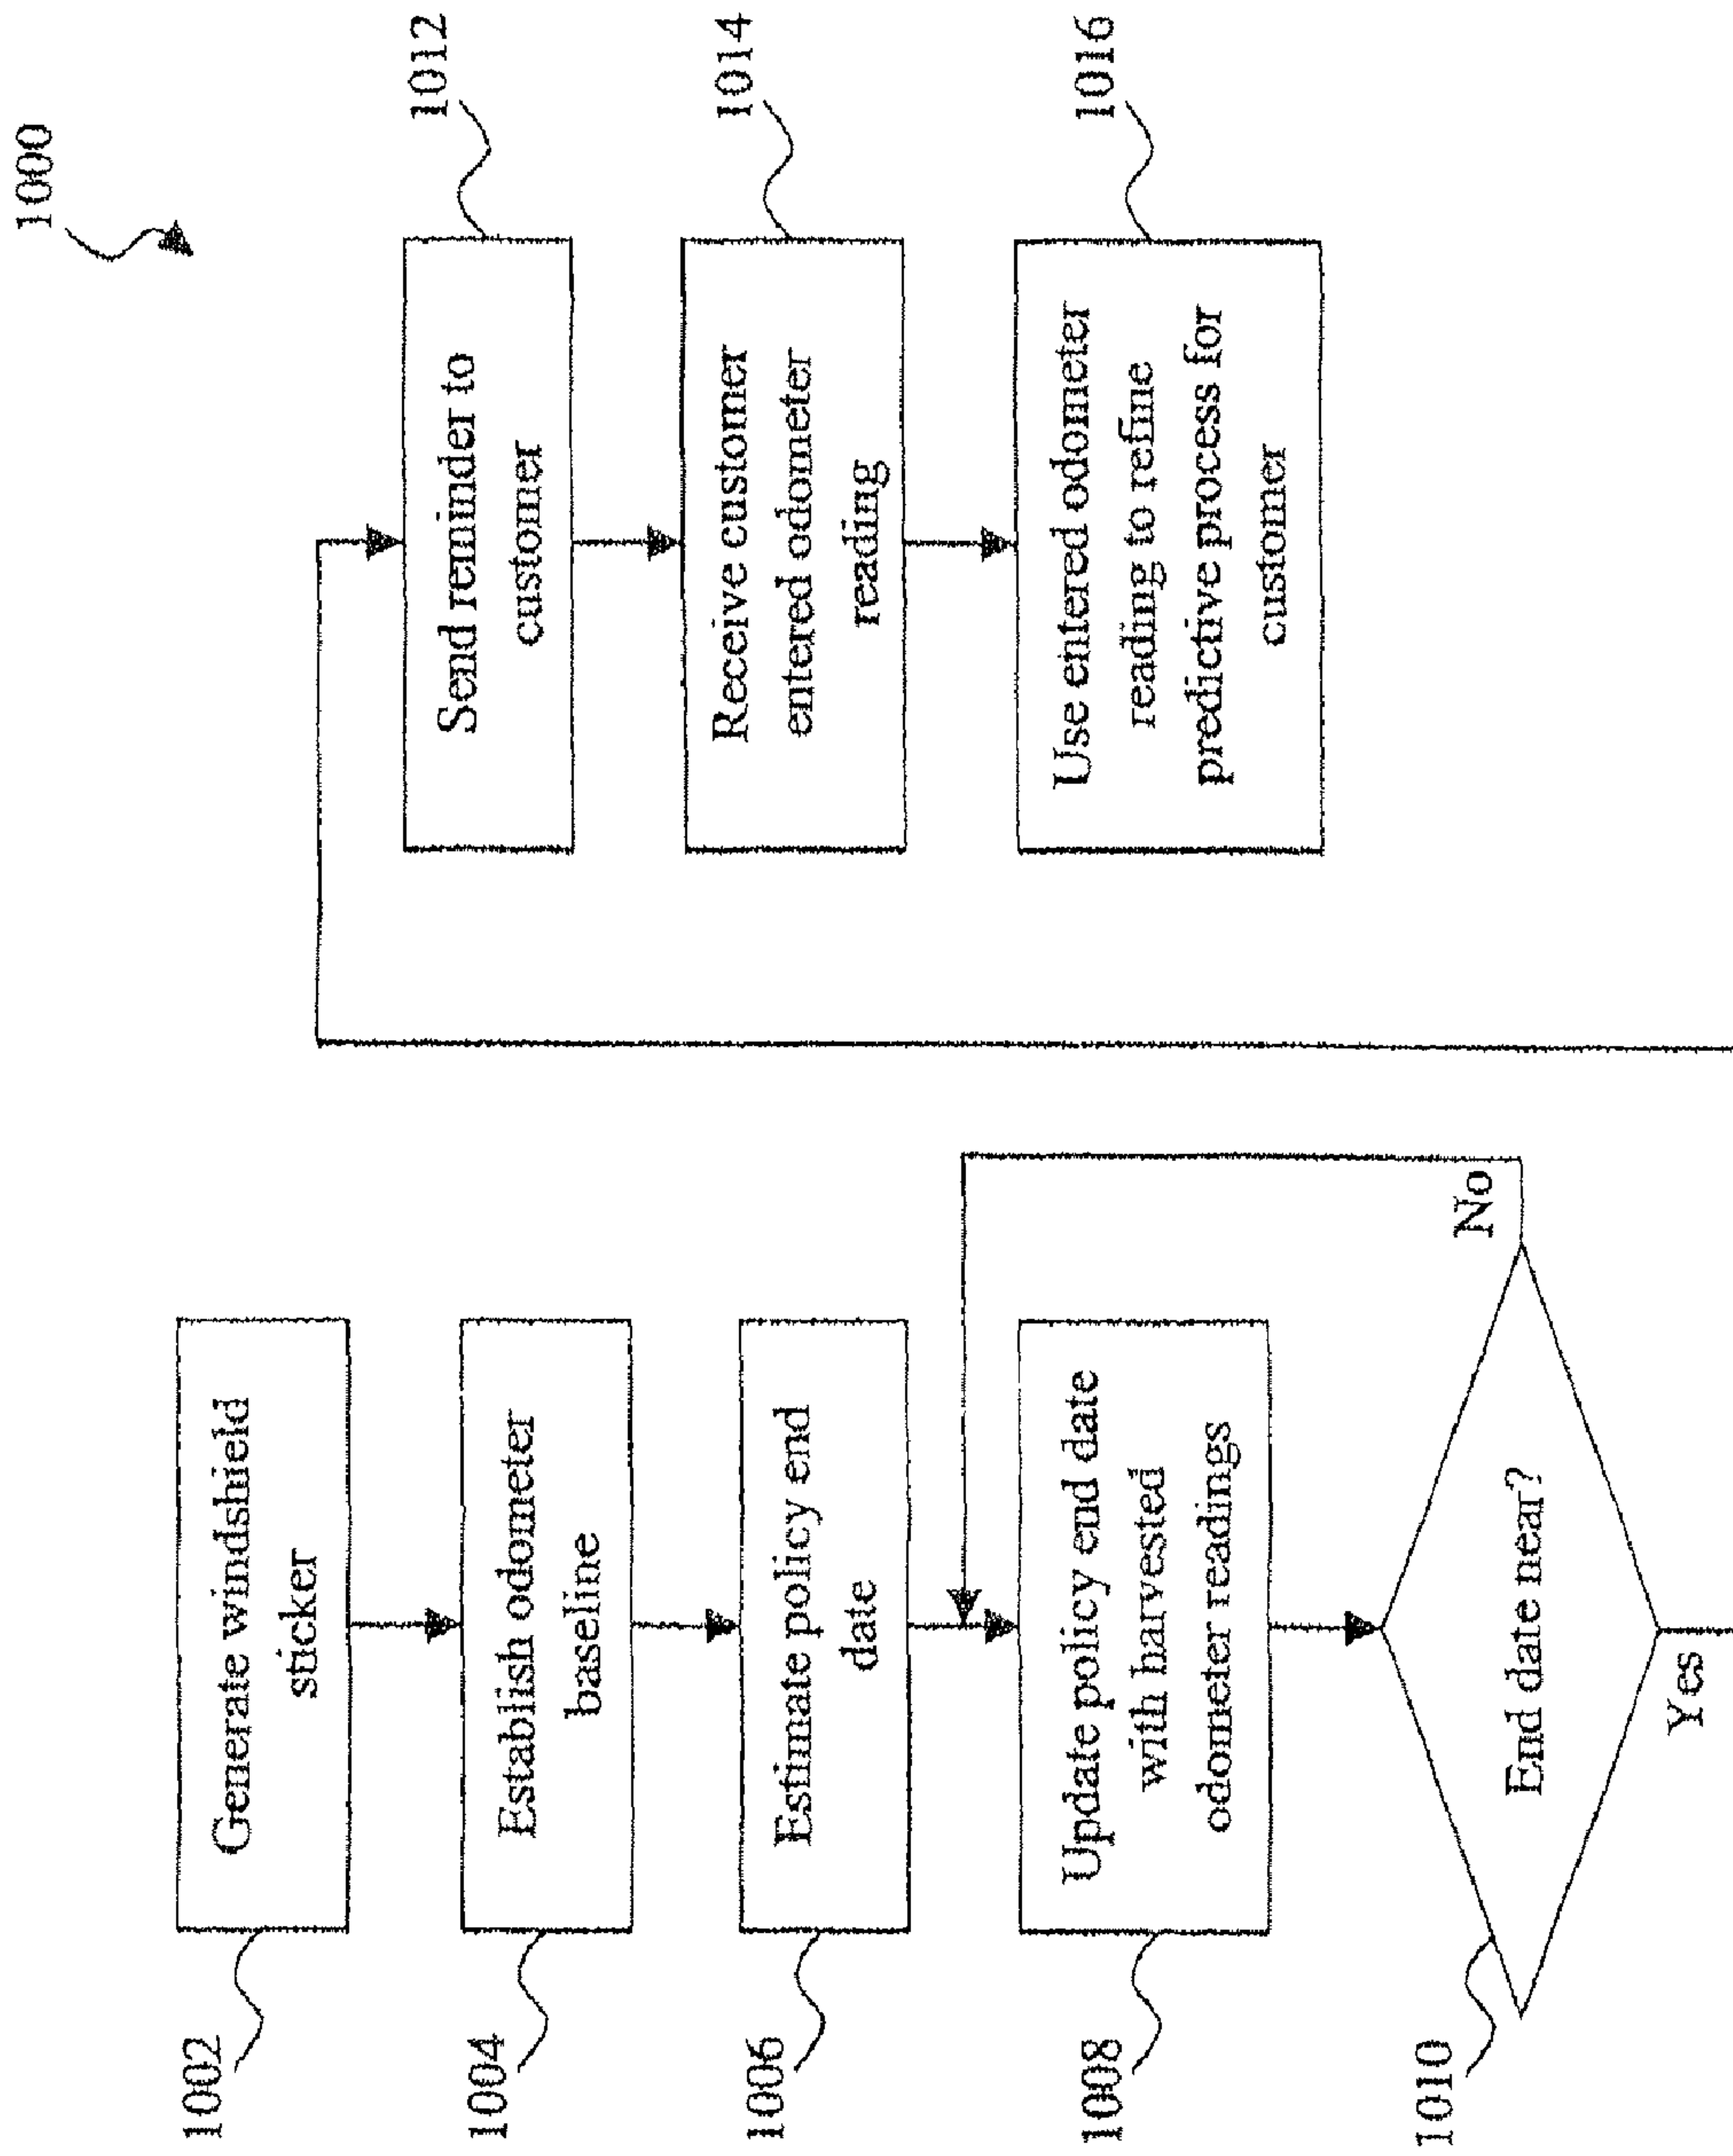 1000
1002
Generate windshield
sticker
1004
Establish odometer
baseline
1006
Estimate policy end
date
1008
Update policy end date
with harvested
odometer readings
1010
End date near?
No
Yes
1012
Send reminder to
customer
1014
Receive customer
entered odometer
reading
1016
Use entered odometer
reading to refine
predictive process for
customer